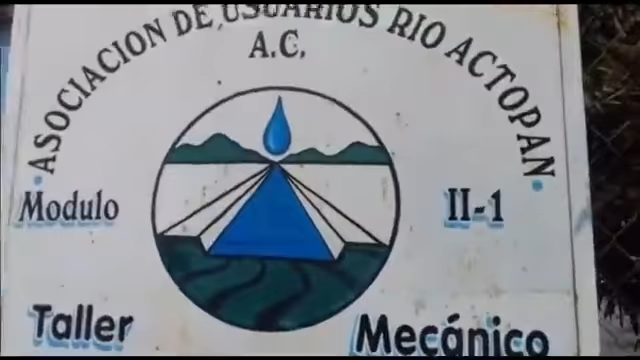 ASOCIACION DE USUARIOS RIO ACTOPAN
A.C.
Modulo II-1
Taller Mecánico